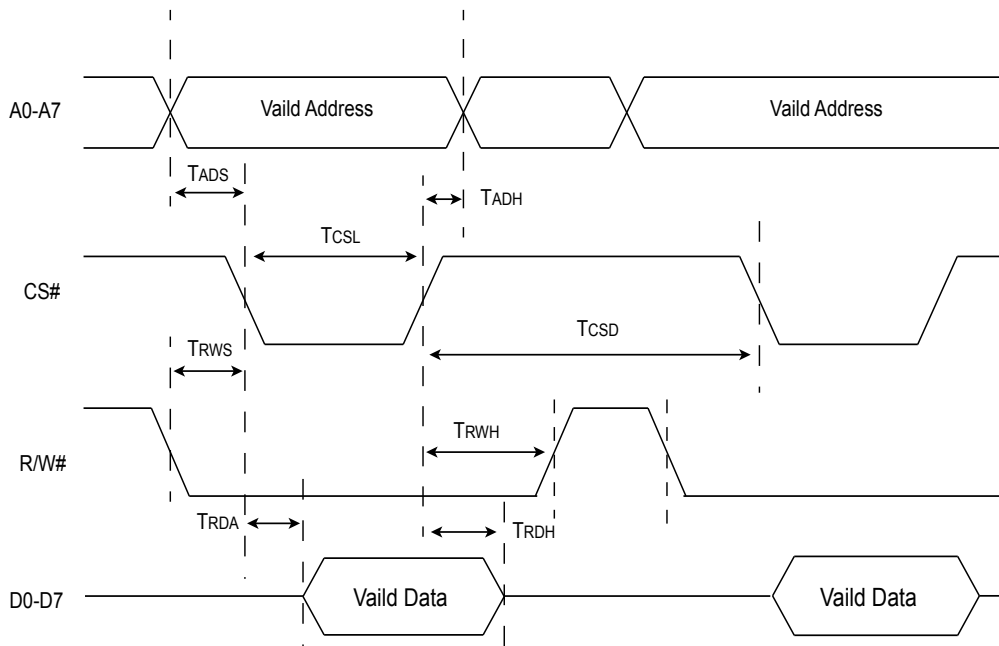 A0-A7
Vaild Address
Vaild Address
TADS
TADH
TCSL
CS#
TCSD
TRWS
TRWH
R/W#
TRDA
TRDH
D0-D7
Vaild Data
Vaild Data